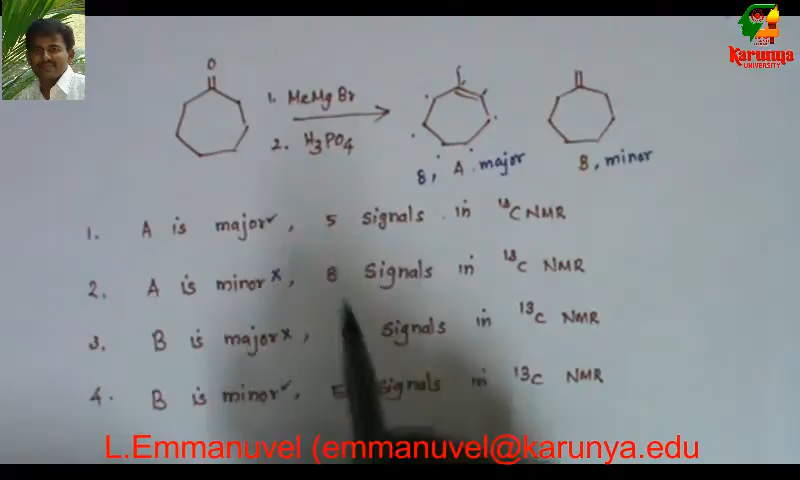 Karunya
UNIVERSITY
O
1. MeMgBr
2. H3PO4
8, A major
B, minor
1. A is major✓, 5 signals in 13C NMR
2. A is minor ×, 8 signals in 13C NMR
3. B is major ×, signals in 13C NMR
4. B is minor✓, 5 signals in 13C NMR
L.Emmanuvel (emmanuvel@karunya.edu